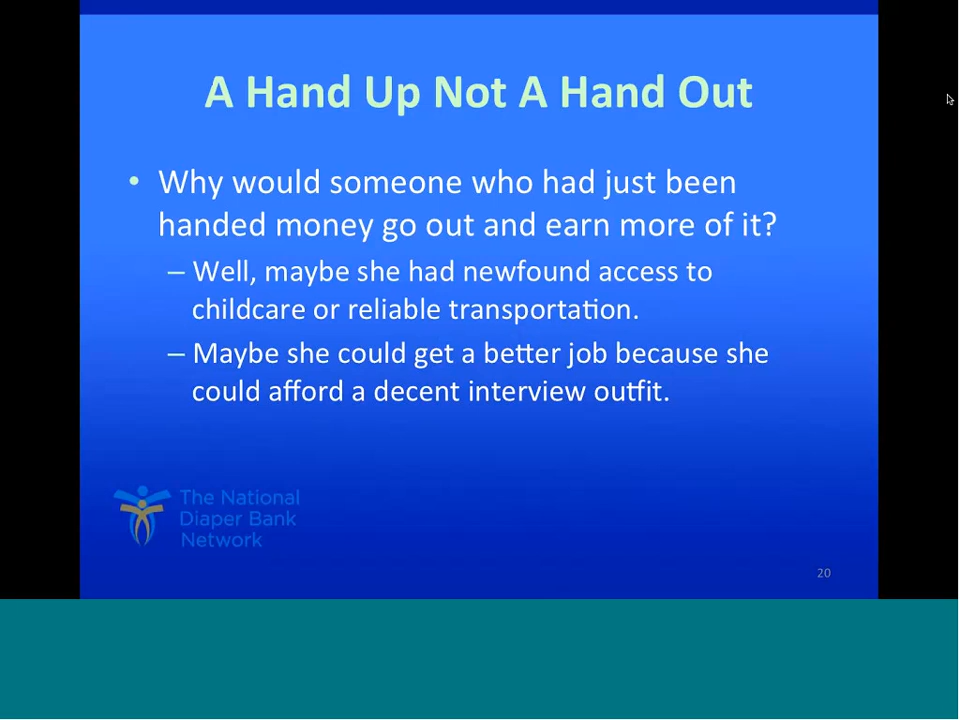 A Hand Up Not A Hand Out
• Why would someone who had just been
handed money go out and earn more of it?
– Well, maybe she had newfound access to
childcare or reliable transportation.
– Maybe she could get a better job because she
could afford a decent interview outfit.
The National
Diaper Bank
Network
20